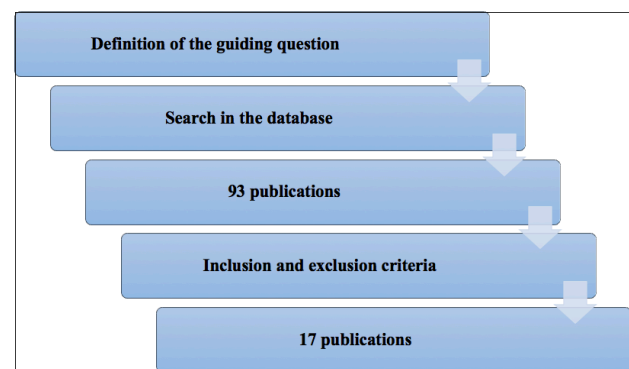 Definition of the guiding question
Search in the database
93 publications
Inclusion and exclusion criteria
17 publications